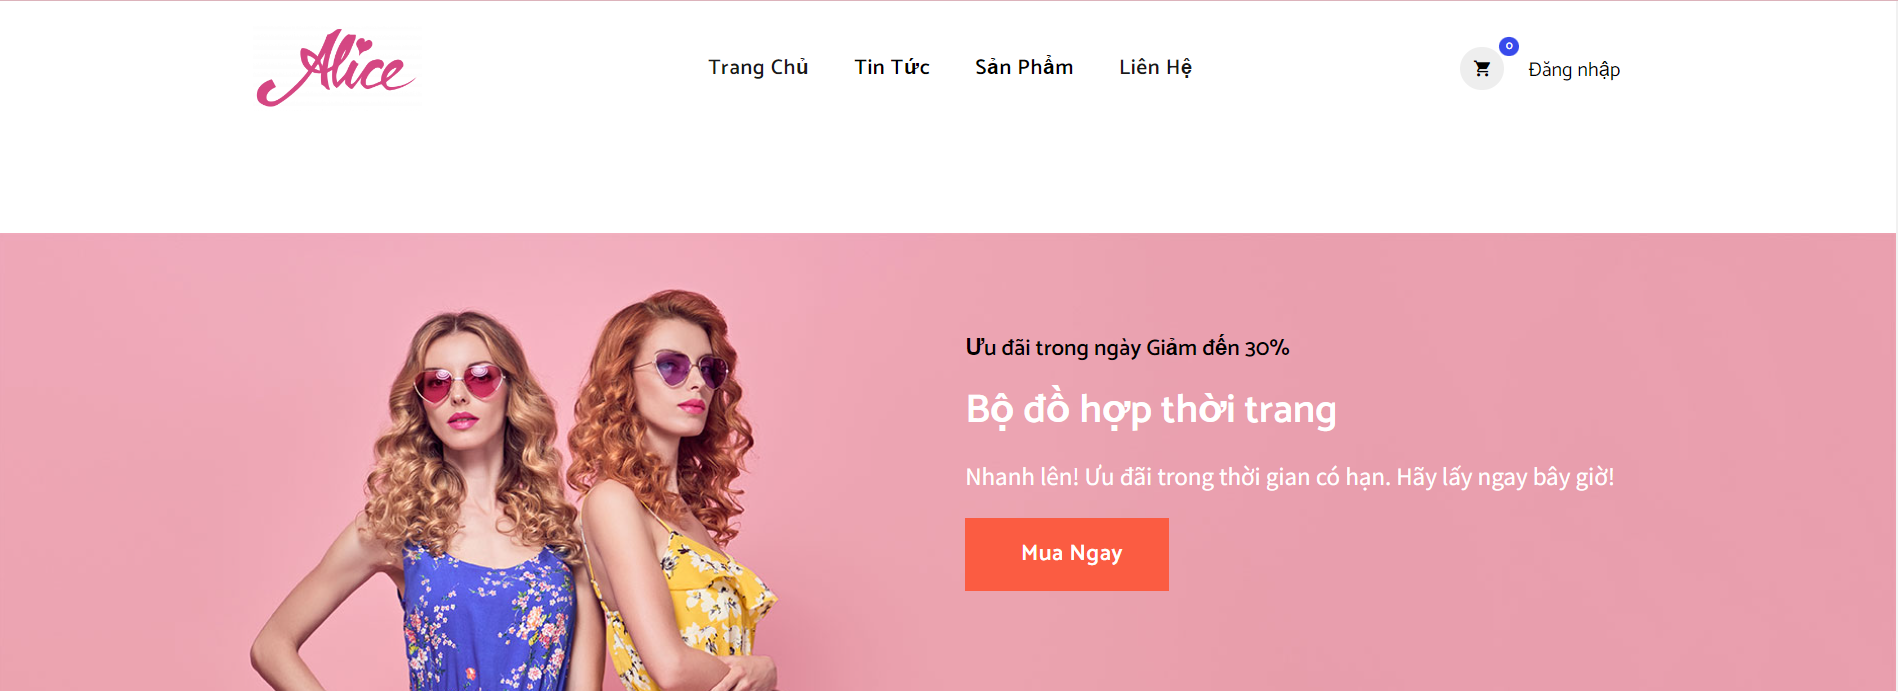 Alice
Trang Chủ Tin Tức Sản Phẩm Liên Hệ 0 Đăng nhập
Ưu đãi trong ngày Giảm đến 30%
Bộ đồ hợp thời trang
Nhanh lên! Ưu đãi trong thời gian có hạn. Hãy lấy ngay bây giờ!
Mua Ngay